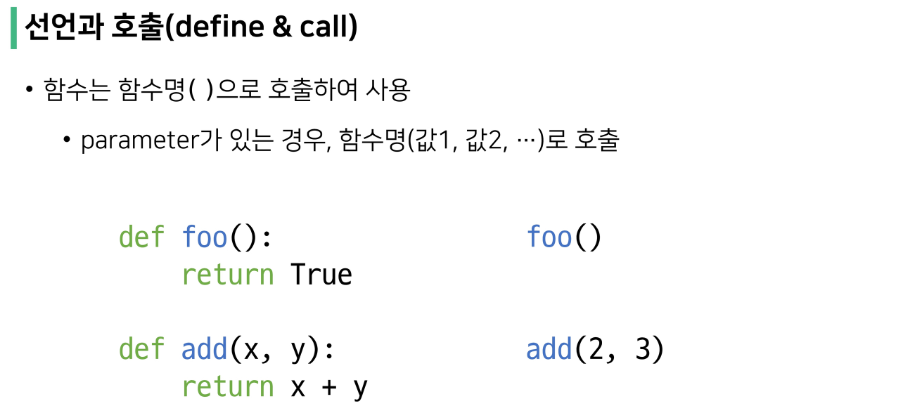 선언과 호출(define & call)
• 함수는 함수명( )으로 호출하여 사용
• parameter가 있는 경우, 함수명(값1, 값2, …)로 호출
def foo():
    return True
foo()
def add(x, y):
    return x + y
add(2, 3)